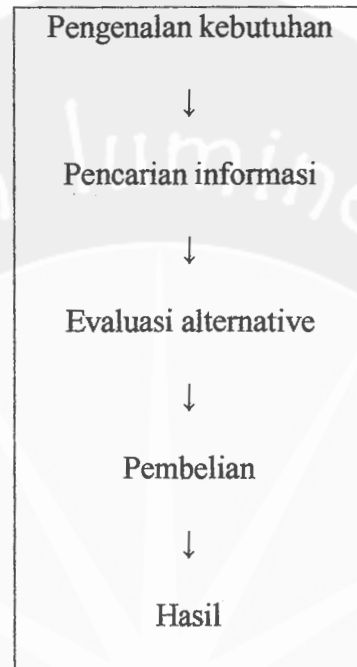 Pengenalan kebutuhan
↓
Pencarian informasi
↓
Evaluasi alternative
↓
Pembelian
↓
Hasil